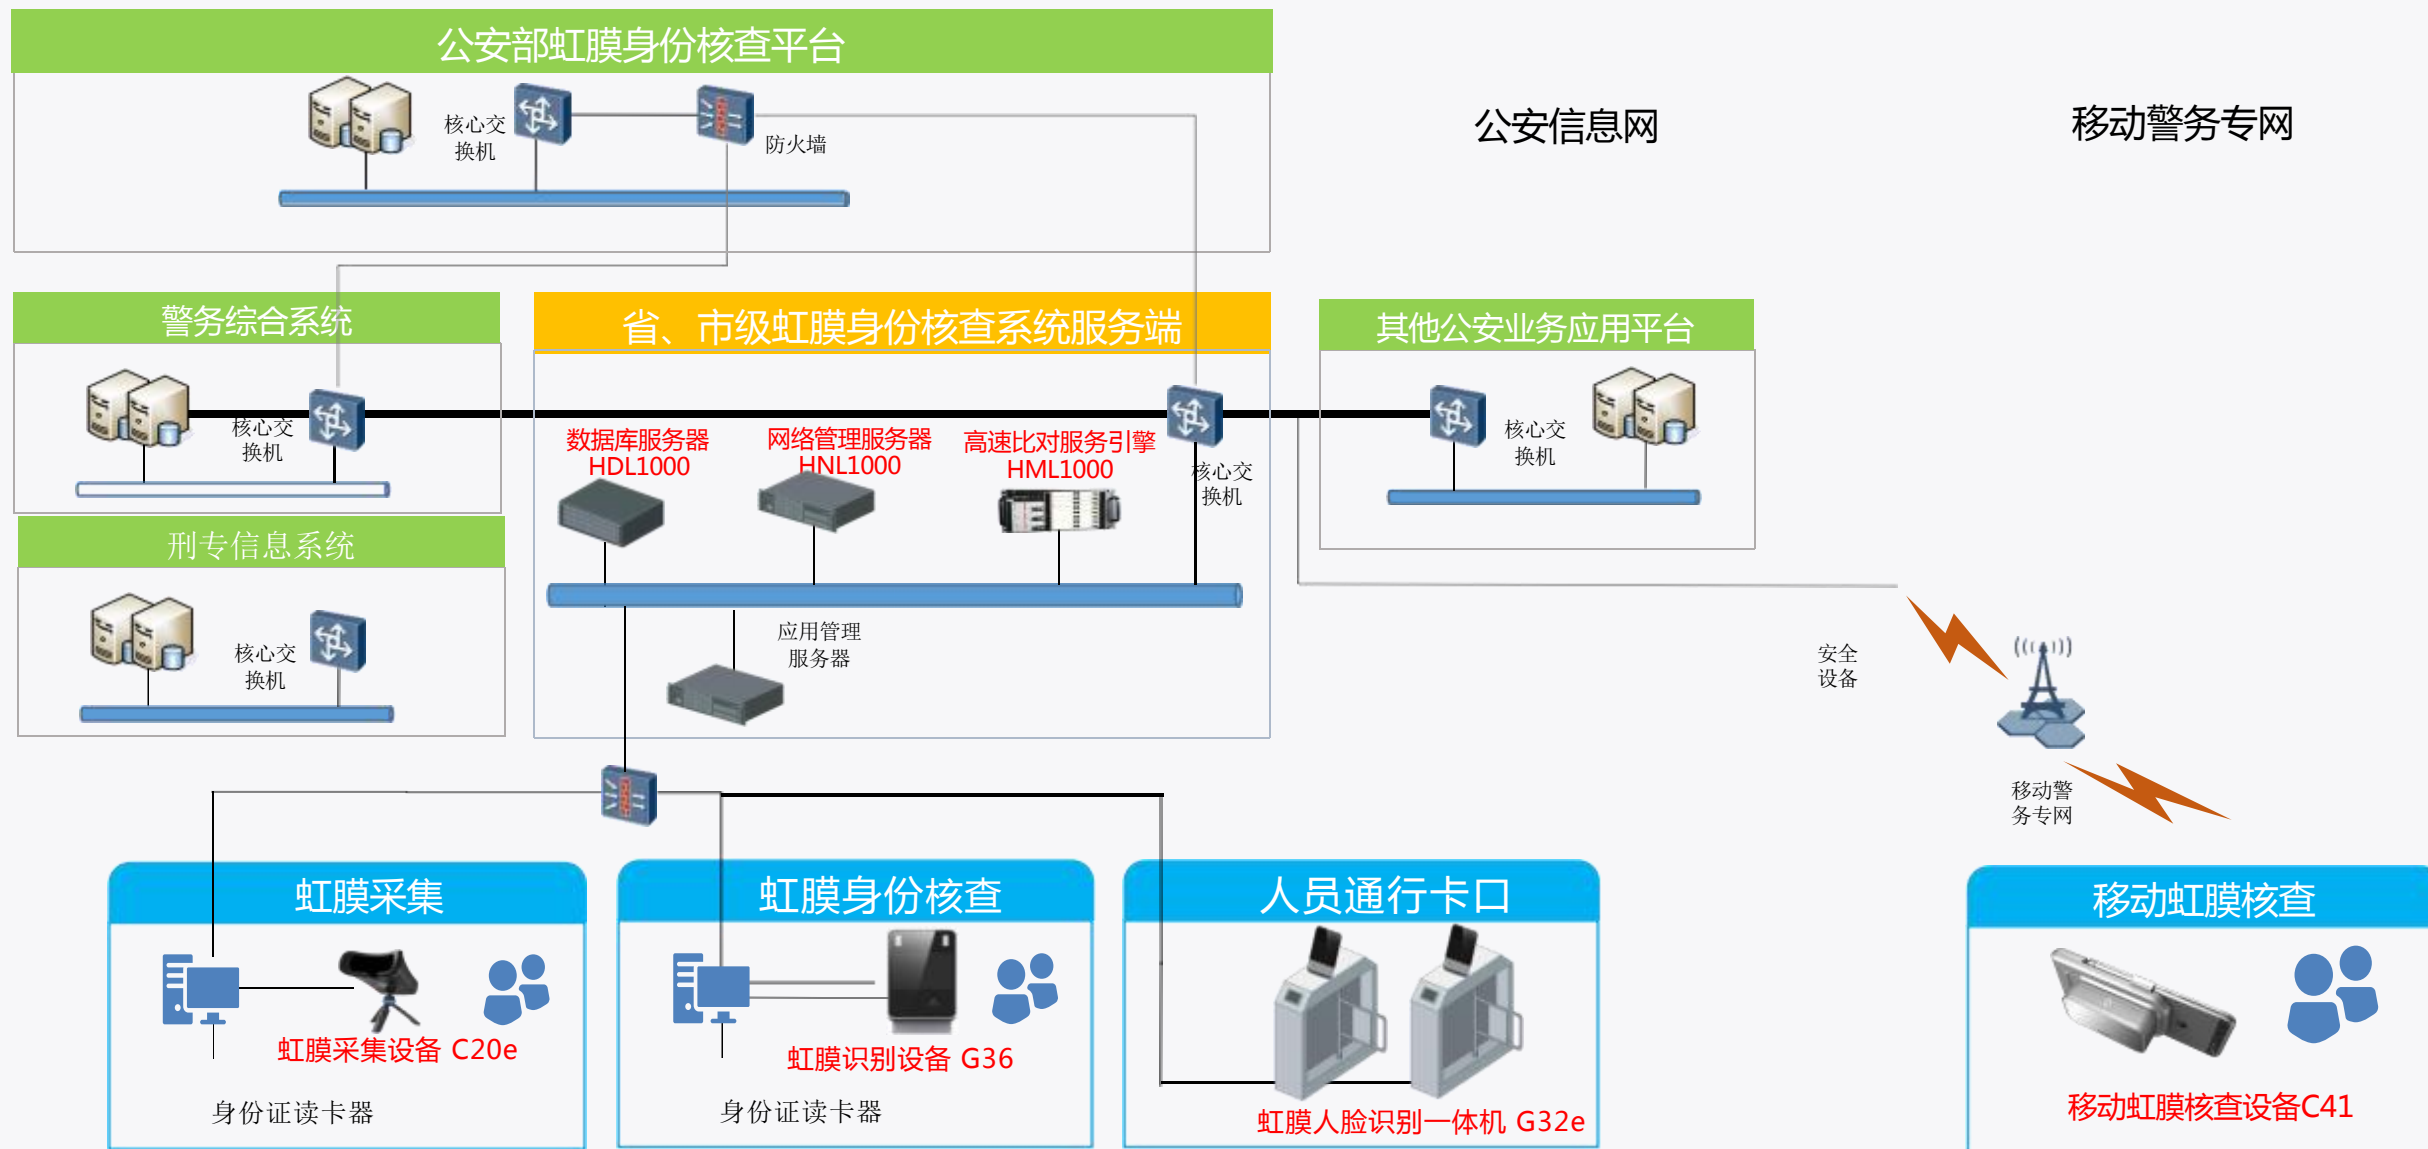 公安部虹膜身份核查平台
核心交
换机
防火墙
公安信息网
移动警务专网
警务综合系统
核心交
换机
刑专信息系统
核心交
换机
省、市级虹膜身份核查系统服务端
数据库服务器
HDL1000
网络管理服务器
HNL1000
高速比对服务引擎
HML1000
核心交
换机
应用管理
服务器
其他公安业务应用平台
核心交
换机
安全
设备
移动警
务专网
虹膜采集
虹膜采集设备 C20e
身份证读卡器
虹膜身份核查
虹膜识别设备 G36
身份证读卡器
人员通行卡口
虹膜人脸识别一体机 G32e
移动虹膜核查
移动虹膜核查设备C41